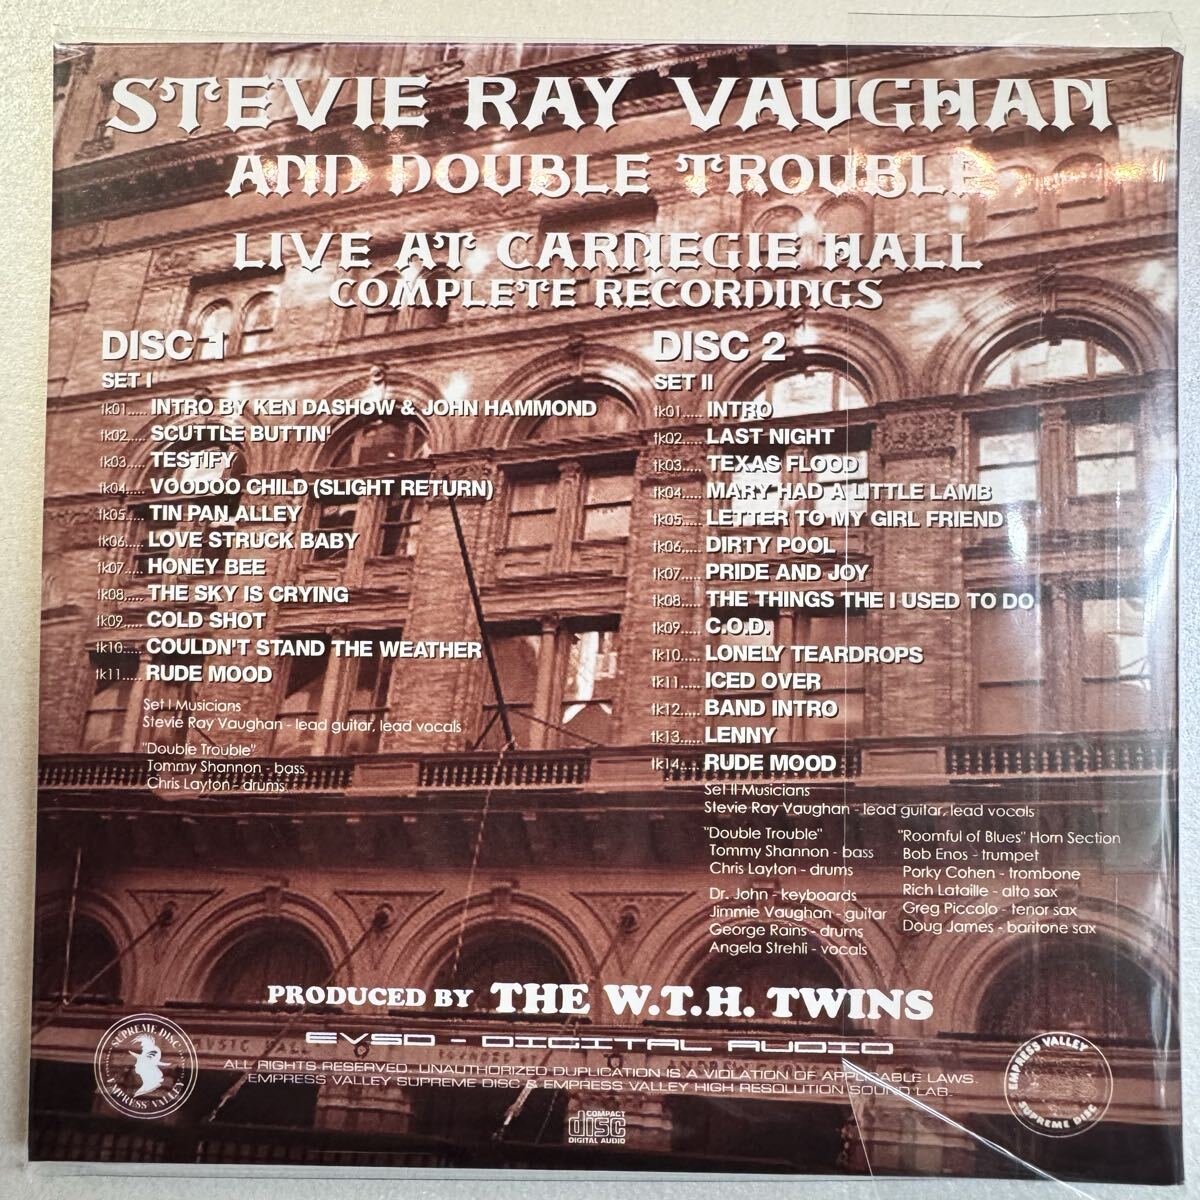 STEVIE RAY VAUGHAN
AND DOUBLE TROUBLE
LIVE AT CARNEGIE HALL
COMPLETE RECORDINGS
DISC 1
SET I
tk01..... INTRO BY KEN DASHOW & JOHN HAMMOND
tk02..... SCUTTLE BUTTIN'
tk03..... TESTIFY
tk04..... VOODOO CHILD (SLIGHT RETURN)
tk05..... TIN PAN ALLEY
tk06..... LOVE STRUCK BABY
tk07..... HONEY BEE
tk08..... THE SKY IS CRYING
tk09..... COLD SHOT
tk10..... COULDN'T STAND THE WEATHER
tk11..... RUDE MOOD
Set I Musicians
Stevie Ray Vaughan - lead guitar, lead vocals
"Double Trouble"
Tommy Shannon - bass
Chris Layton - drums
DISC 2
SET II
tk01..... INTRO
tk02..... LAST NIGHT
tk03..... TEXAS FLOOD
tk04..... MARY HAD A LITTLE LAMB
tk05..... LETTER TO MY GIRL FRIEND
tk06..... DIRTY POOL
tk07..... PRIDE AND JOY
tk08..... THE THINGS THE I USED TO DO
tk09..... C.O.D.
tk10..... LONELY TEARDROPS
tk11..... ICED OVER
tk12..... BAND INTRO
tk13..... LENNY
tk14..... RUDE MOOD
Set II Musicians
Stevie Ray Vaughan - lead guitar, lead vocals
"Double Trouble"
Tommy Shannon - bass
Chris Layton - drums
Dr. John - keyboards
Jimmie Vaughan - guitar
George Rains - drums
Angela Strehli - vocals
"Roomful of Blues" Horn Section
Bob Enos - trumpet
Porky Cohen - trombone
Rich Lataille - alto sax
Greg Piccolo - tenor sax
Doug James - baritone sax
PRODUCED BY THE W.T.H. TWINS
EVSD - DIGITAL AUDIO
ALL RIGHTS RESERVED. UNAUTHORIZED DUPLICATION IS A VIOLATION OF APPLICABLE LAWS.
EMPRESS VALLEY SUPREME DISC & EMPRESS VALLEY HIGH RESOLUTION SOUND LAB.
SUPREME DISC
EMPRESS VALLEY
COMPACT
disc
DIGITAL AUDIO
EMPRESS VALLEY
SUPREME DISC